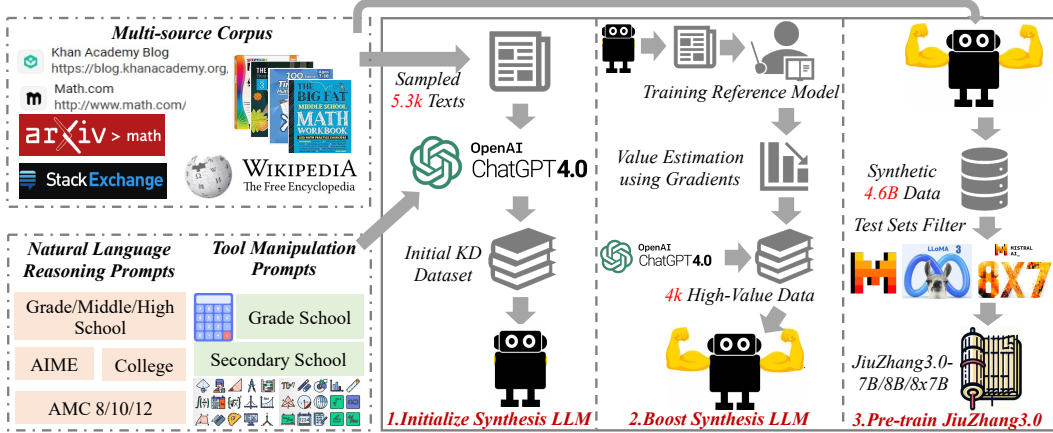 Multi-source Corpus
Khan Academy Blog
https://blog.khanacademy.org,
Math.com
http://www.math.com/
arXiv > math
StackExchange
100
THE
BIG FAT
MIDDLE SCHOOL
MATH
WORKBOOK
WIKIPEDIA
The Free Encyclopedia
Natural Language
Reasoning Prompts
Grade/Middle/High
School
AIME
College
AMC 8/10/12
Tool Manipulation
Prompts
Grade School
Secondary School
Sampled
5.3k Texts
OpenAI
ChatGPT4.0
Initial KD
Dataset
1.Initialize Synthesis LLM
Training Reference Model
Value Estimation
using Gradients
OpenAI
ChatGPT4.0
4k High-Value Data
2.Boost Synthesis LLM
Synthetic
4.6B Data
Test Sets Filter
LLoMA 3
MISTRAL
AI_
8X7
JiuZhang3.0-
7B/8B/8x7B
3.Pre-train JiuZhang3.0